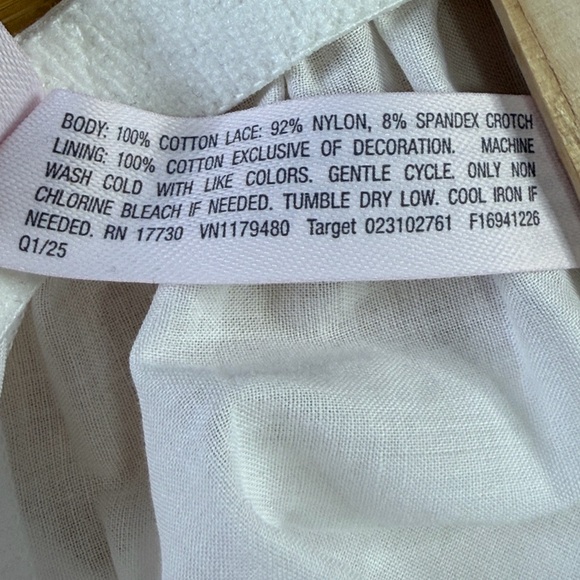 BODY: 100% COTTON LACE: 92% NYLON, 8% SPANDEX CROTCH
LINING: 100% COTTON EXCLUSIVE OF DECORATION. MACHINE
WASH COLD WITH LIKE COLORS. GENTLE CYCLE. ONLY NON
CHLORINE BLEACH IF NEEDED. TUMBLE DRY LOW. COOL IRON IF
NEEDED. RN 17730 VN1179480 Target 023102761 F16941226
Q1/25